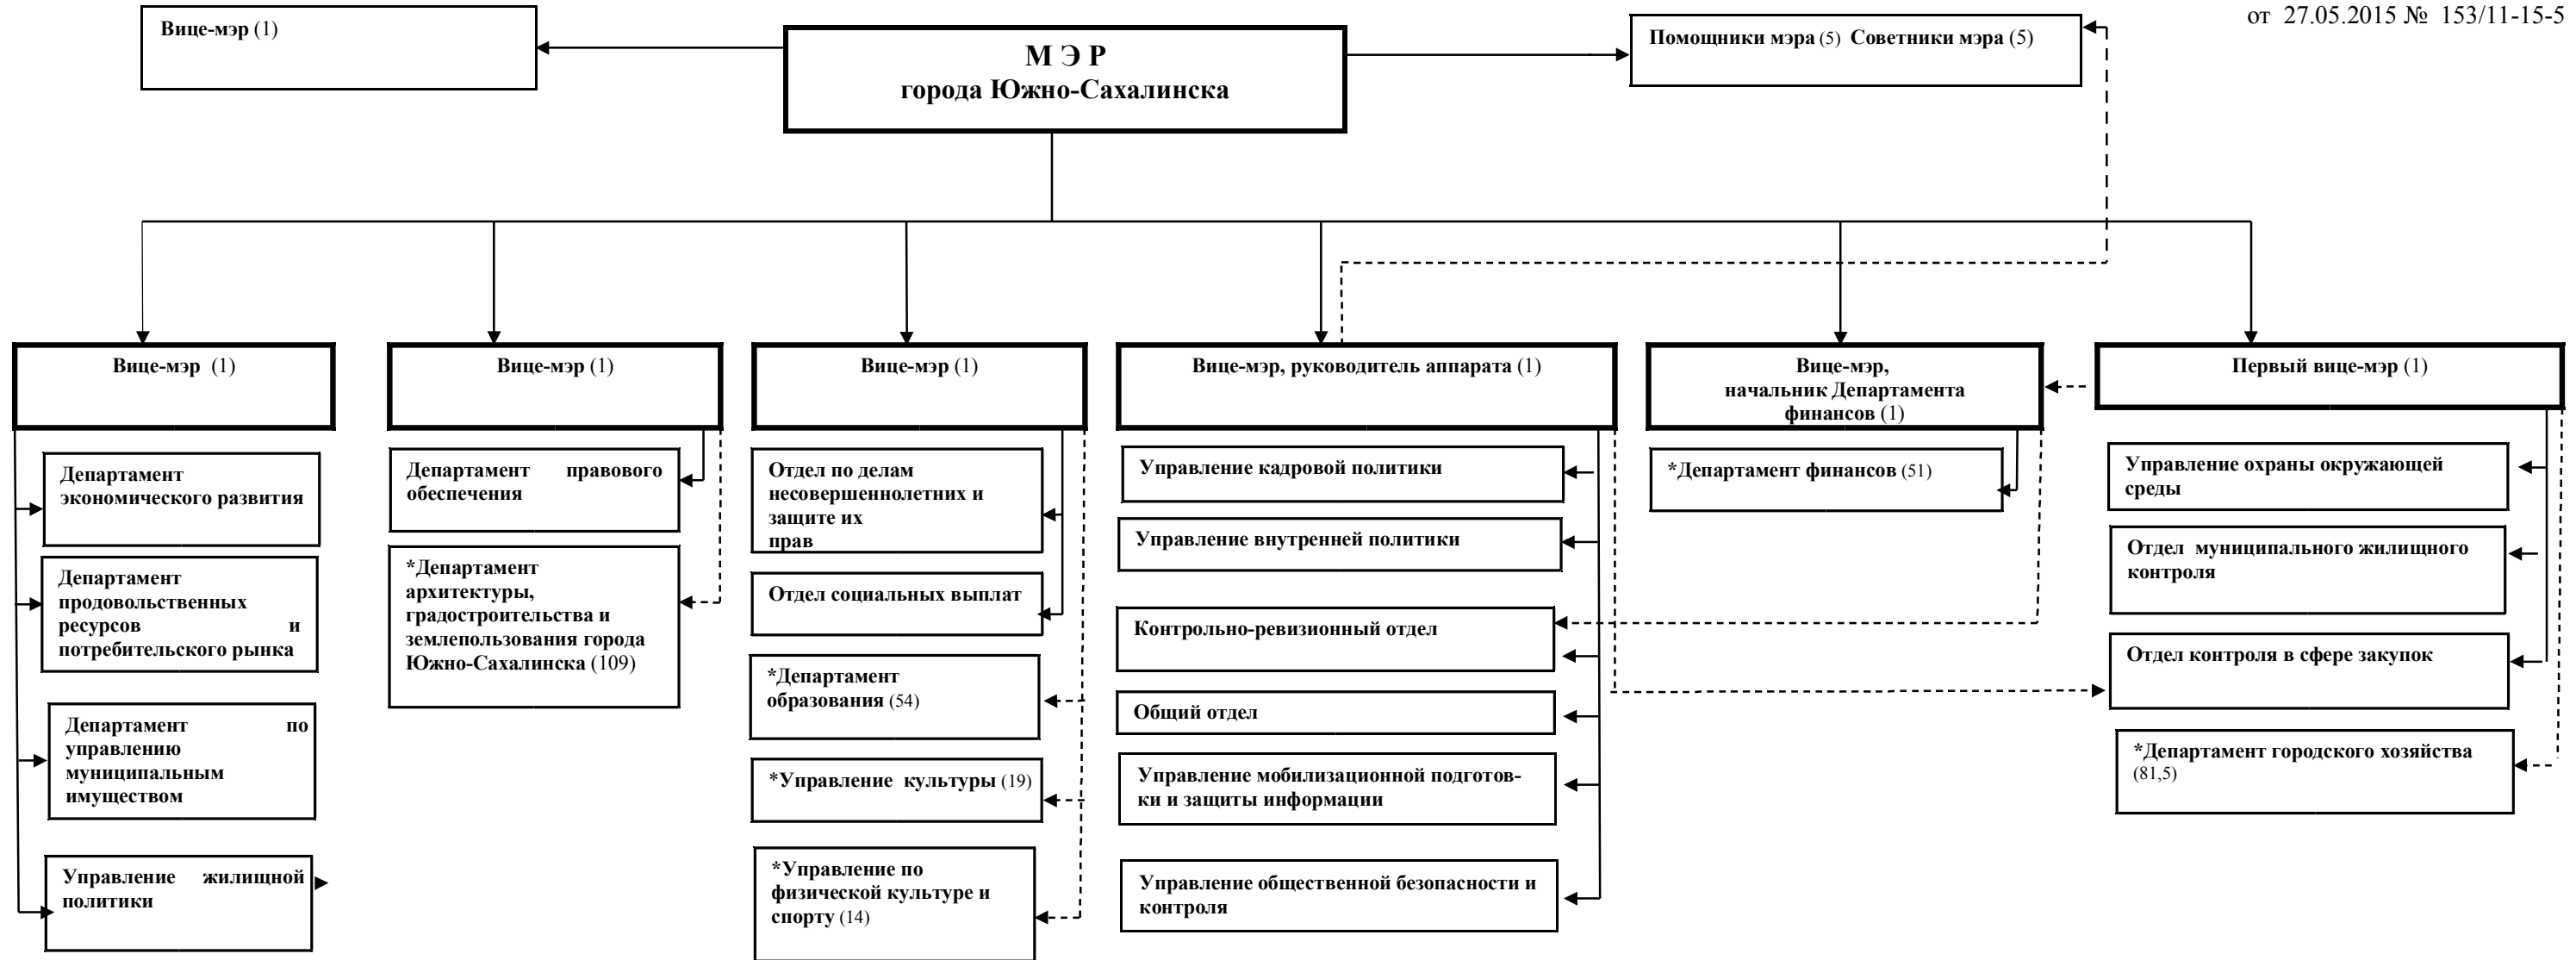 от 27.05.2015 № 153/11-15-5
Вице-мэр (1)
М Э Р
города Южно-Сахалинска
Помощники мэра (5) Советники мэра (5)
Вице-мэр (1)
Департамент
экономического развития
Департамент
продовольственных
ресурсов и
потребительского рынка
Департамент по
управлению
муниципальным
имуществом
Управление жилищной
политики
Вице-мэр (1)
Департамент правового
обеспечения
*Департамент
архитектуры,
градостроительства и
землепользования города
Южно-Сахалинска (109)
Вице-мэр (1)
Отдел по делам
несовершеннолетних и
защите их
прав
Отдел социальных выплат
*Департамент
образования (54)
*Управление культуры (19)
*Управление по
физической культуре и
спорту (14)
Вице-мэр, руководитель аппарата (1)
Управление кадровой политики
Управление внутренней политики
Контрольно-ревизионный отдел
Общий отдел
Управление мобилизационной подготов-
ки и защиты информации
Управление общественной безопасности и
контроля
Вице-мэр,
начальник Департамента
финансов (1)
*Департамент финансов (51)
Первый вице-мэр (1)
Управление охраны окружающей
среды
Отдел муниципального жилищного
контроля
Отдел контроля в сфере закупок
*Департамент городского хозяйства
(81,5)